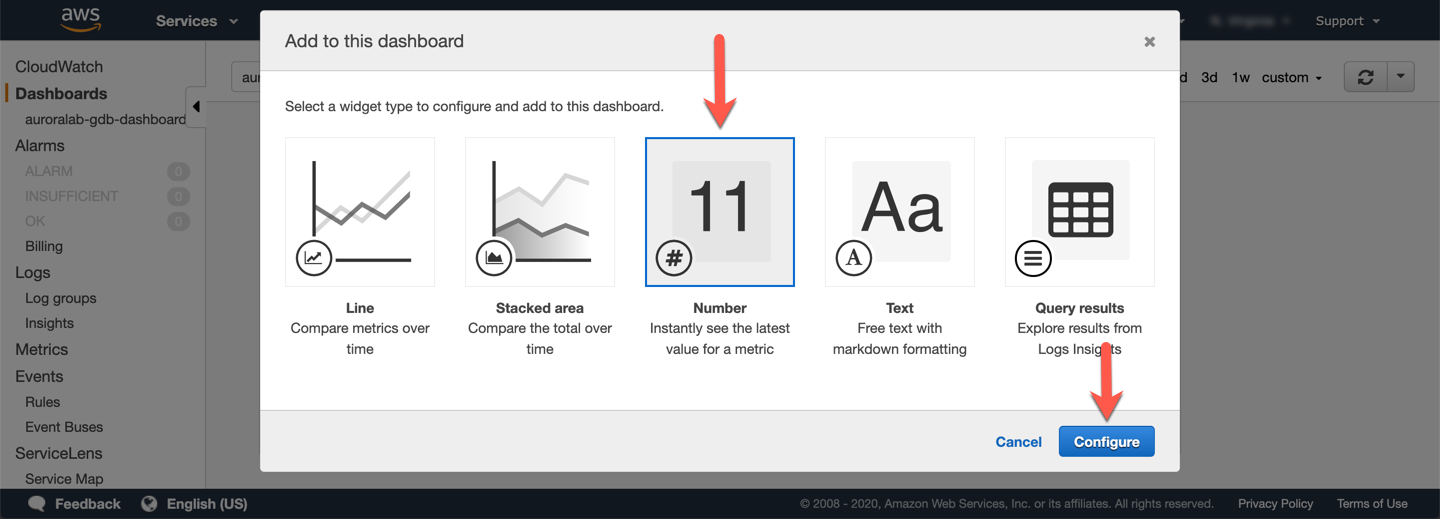 aws
Services
Support
Add to this dashboard
CloudWatch
Dashboards
auroralab-gdb-dashboard
Alarms
ALARM 0
INSUFFICIENT 0
OK 0
Billing
Logs
Log groups
Insights
Metrics
Events
Rules
Event Buses
ServiceLens
Service Map
3d 1w custom
Select a widget type to configure and add to this dashboard.
11
#
Aa
A
Line
Compare metrics over
time
Stacked area
Compare the total over
time
Number
Instantly see the latest
value for a metric
Text
Free text with
markdown formatting
Query results
Explore results from
Logs Insights
Cancel
Configure
Feedback
English (US)
© 2008 - 2020, Amazon Web Services, Inc. or its affiliates. All rights reserved.
Privacy Policy
Terms of Use